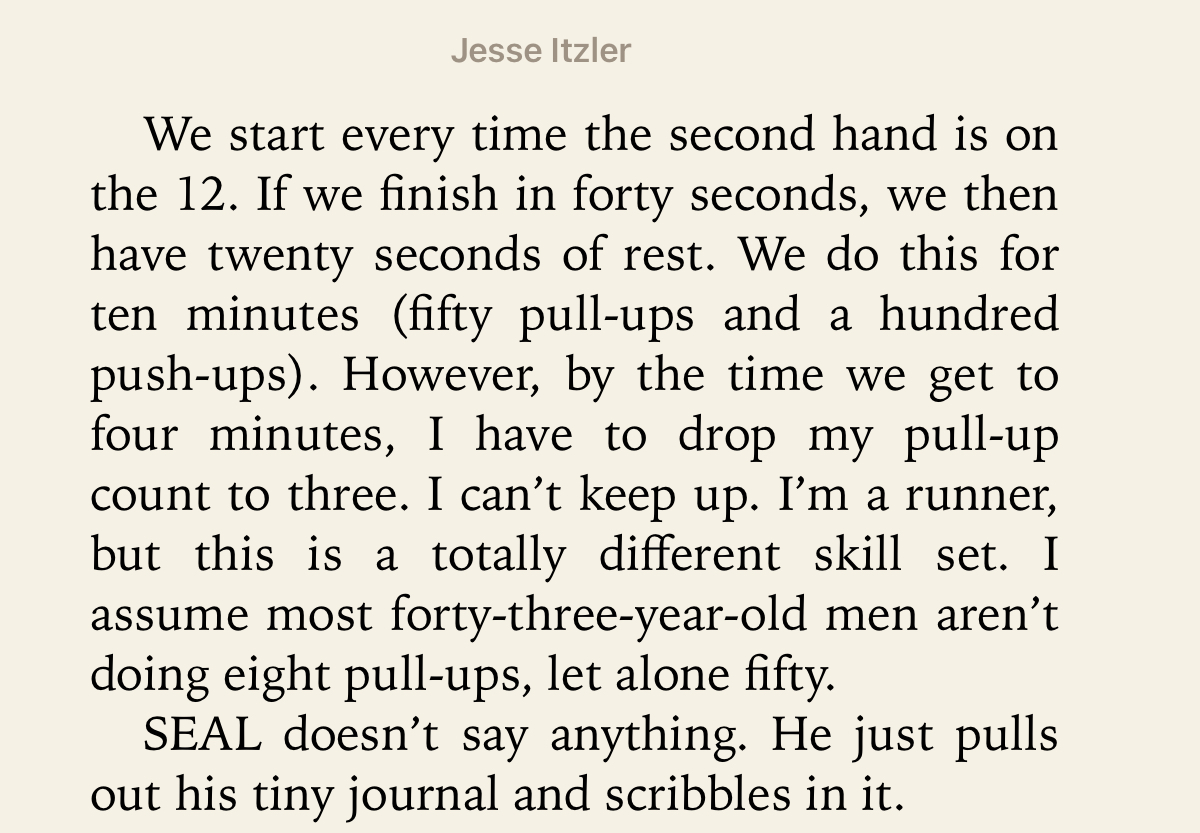 Jesse Itzler
We start every time the second hand is on
the 12. If we finish in forty seconds, we then
have twenty seconds of rest. We do this for
ten minutes (fifty pull-ups and a hundred
push-ups). However, by the time we get to
four minutes, I have to drop my pull-up
count to three. I can’t keep up. I’m a runner,
but this is a totally different skill set. I
assume most forty-three-year-old men aren’t
doing eight pull-ups, let alone fifty.
SEAL doesn’t say anything. He just pulls
out his tiny journal and scribbles in it.